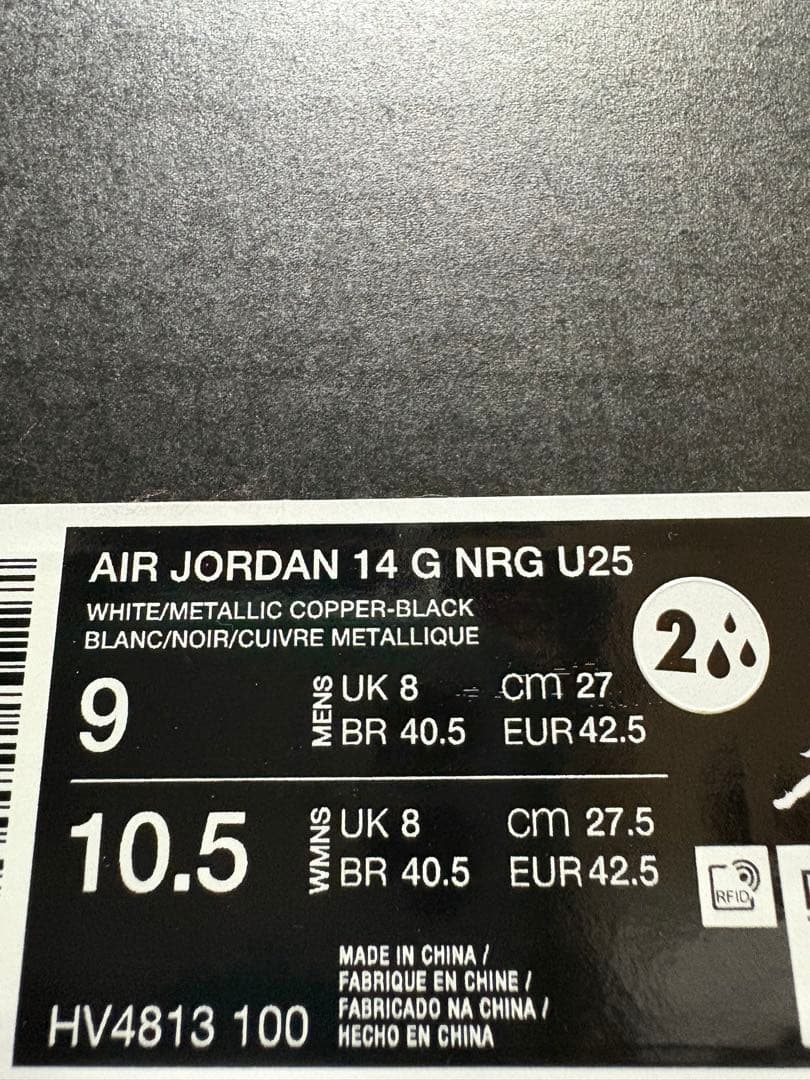 AIR JORDAN 14 G NRG U25
WHITE/METALLIC COPPER-BLACK
BLANC/NOIR/CUIVRE METALLIQUE
2
9 MENS UK 8 cm 27
BR 40.5 EUR 42.5
10.5 WMNS UK 8 cm 27.5
BR 40.5 EUR 42.5
RFID
MADE IN CHINA /
FABRIQUE EN CHINE /
FABRICADO NA CHINA /
HECHO EN CHINA
HV4813 100